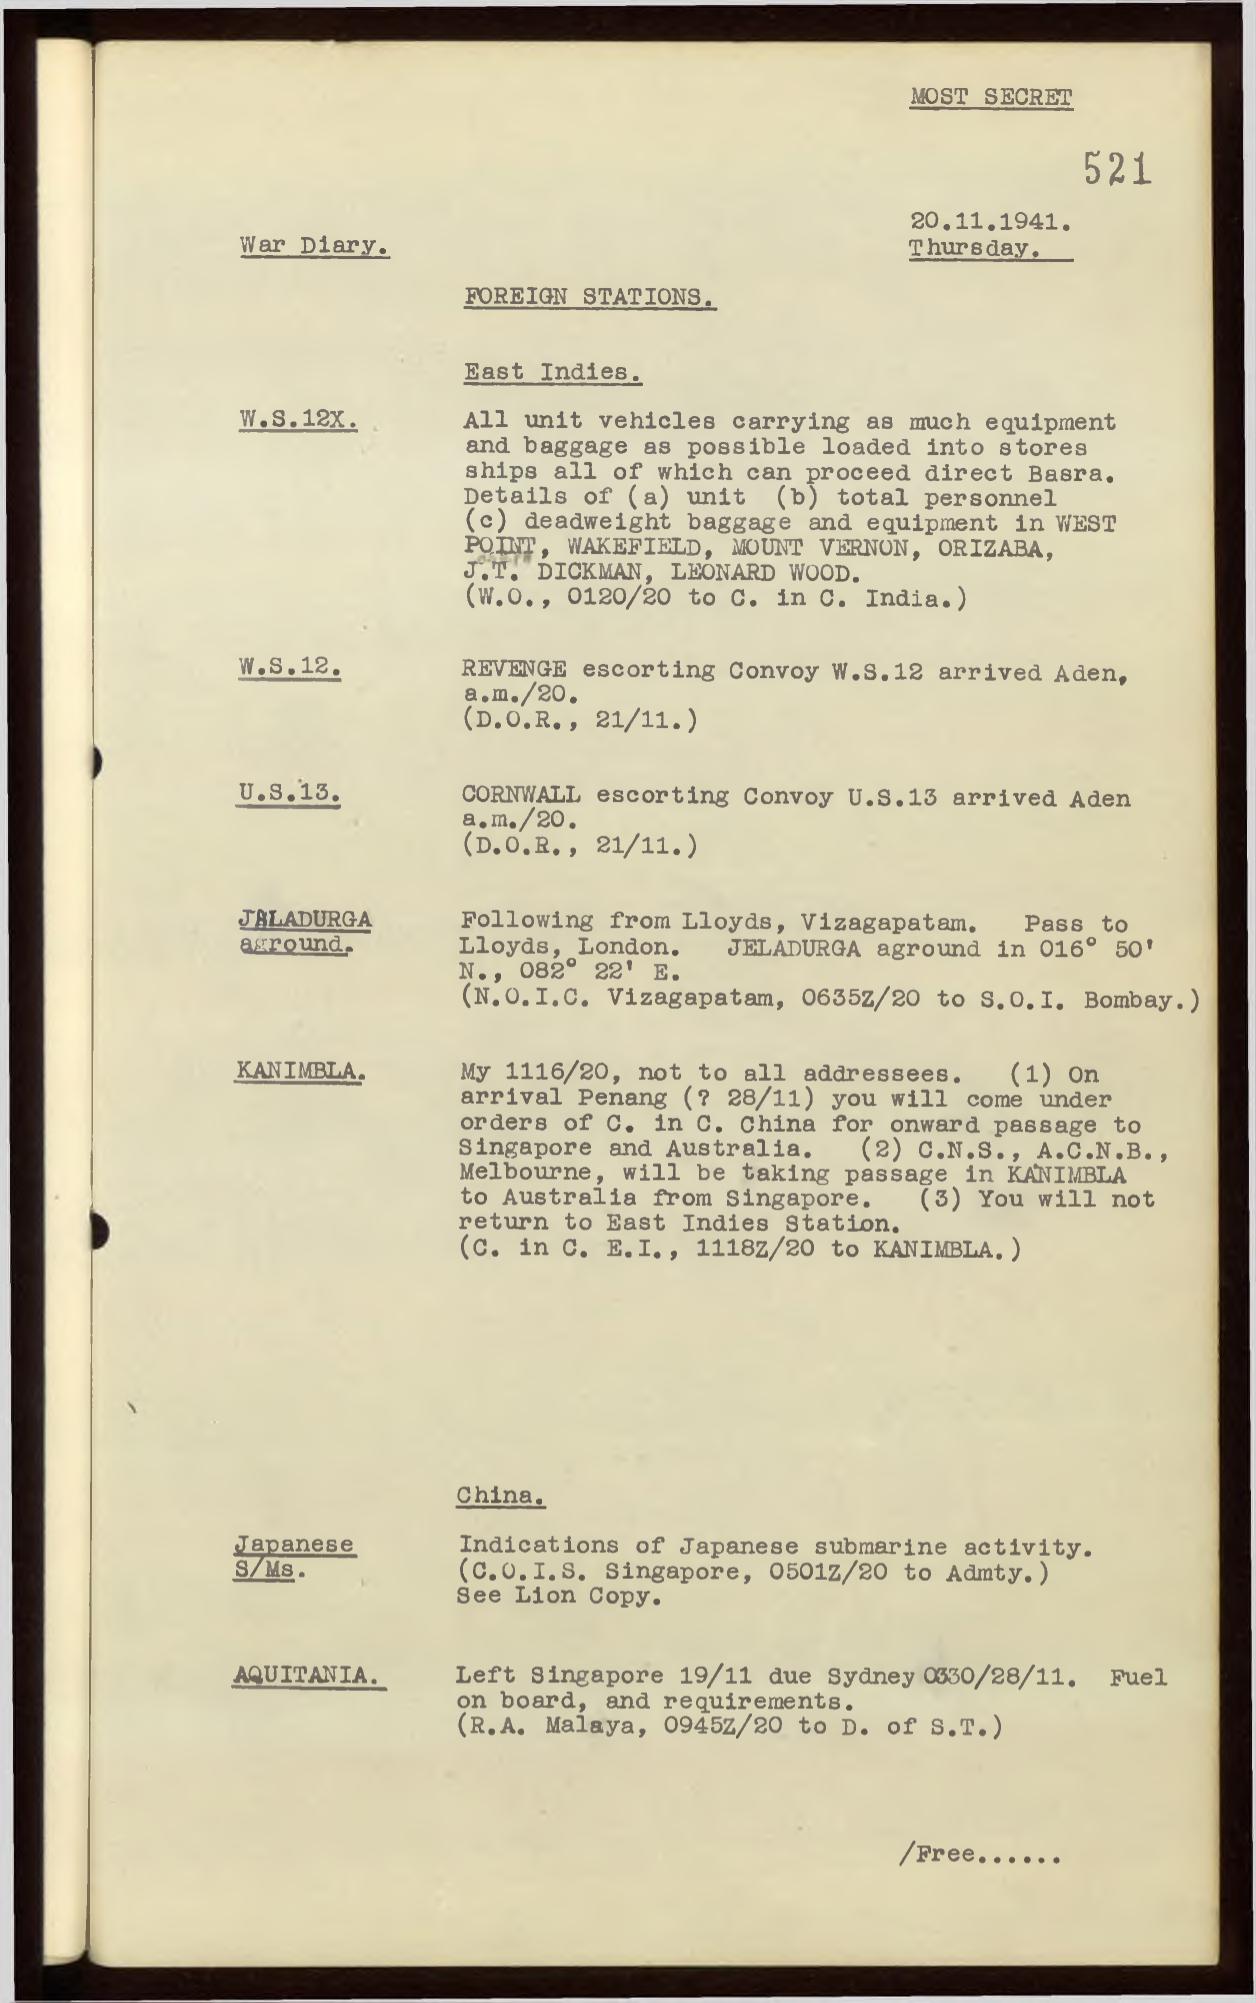 MOST SECRET
521
20.11.1941.
War Diary.
Thursday.
FOREIGN STATIONS.
East Indies.
W.S.12X.
All unit vehicles carrying as much equipment
and baggage as possible loaded into stores
ships all of which can proceed direct Basra.
Details of (a) unit (b) total personnel
(c) deadweight baggage and equipment in WEST
POINT, WAKEFIELD, MOUNT VERNON, ORIZABA,
J.T. DICKMAN, LEONARD WOOD.
(W.O., 0120/20 to C. in C. India.)
W.S.12.
REVENGE escorting Convoy W.S.12 arrived Aden,
a.m./20.
(D.O.R., 21/11.)
U.S.13.
CORNWALL escorting Convoy U.S.13 arrived Aden
a.m./20.
(D.O.R., 21/11.)
JALADURGA
aground.
Following from Lloyds, Vizagapatam. Pass to
Lloyds, London. JELADURGA aground in 016° 50'
N., 082° 22' E.
(N.O.I.C. Vizagapatam, 0635Z/20 to S.O.I. Bombay.)
KANIMBLA.
My 1116/20, not to all addressees. (1) On
arrival Penang (? 28/11) you will come under
orders of C. in C. China for onward passage to
Singapore and Australia. (2) C.N.S., A.C.N.B.,
Melbourne, will be taking passage in KANIMBLA
to Australia from Singapore. (3) You will not
return to East Indies Station.
(C. in C. E.I., 1118Z/20 to KANIMBLA.)
China.
Japanese
S/Ms.
Indications of Japanese submarine activity.
(C.O.I.S. Singapore, 0501Z/20 to Admty.)
See Lion Copy.
AQUITANIA.
Left Singapore 19/11 due Sydney 0330/28/11. Fuel
on board, and requirements.
(R.A. Malaya, 0945Z/20 to D. of S.T.)
/Free......